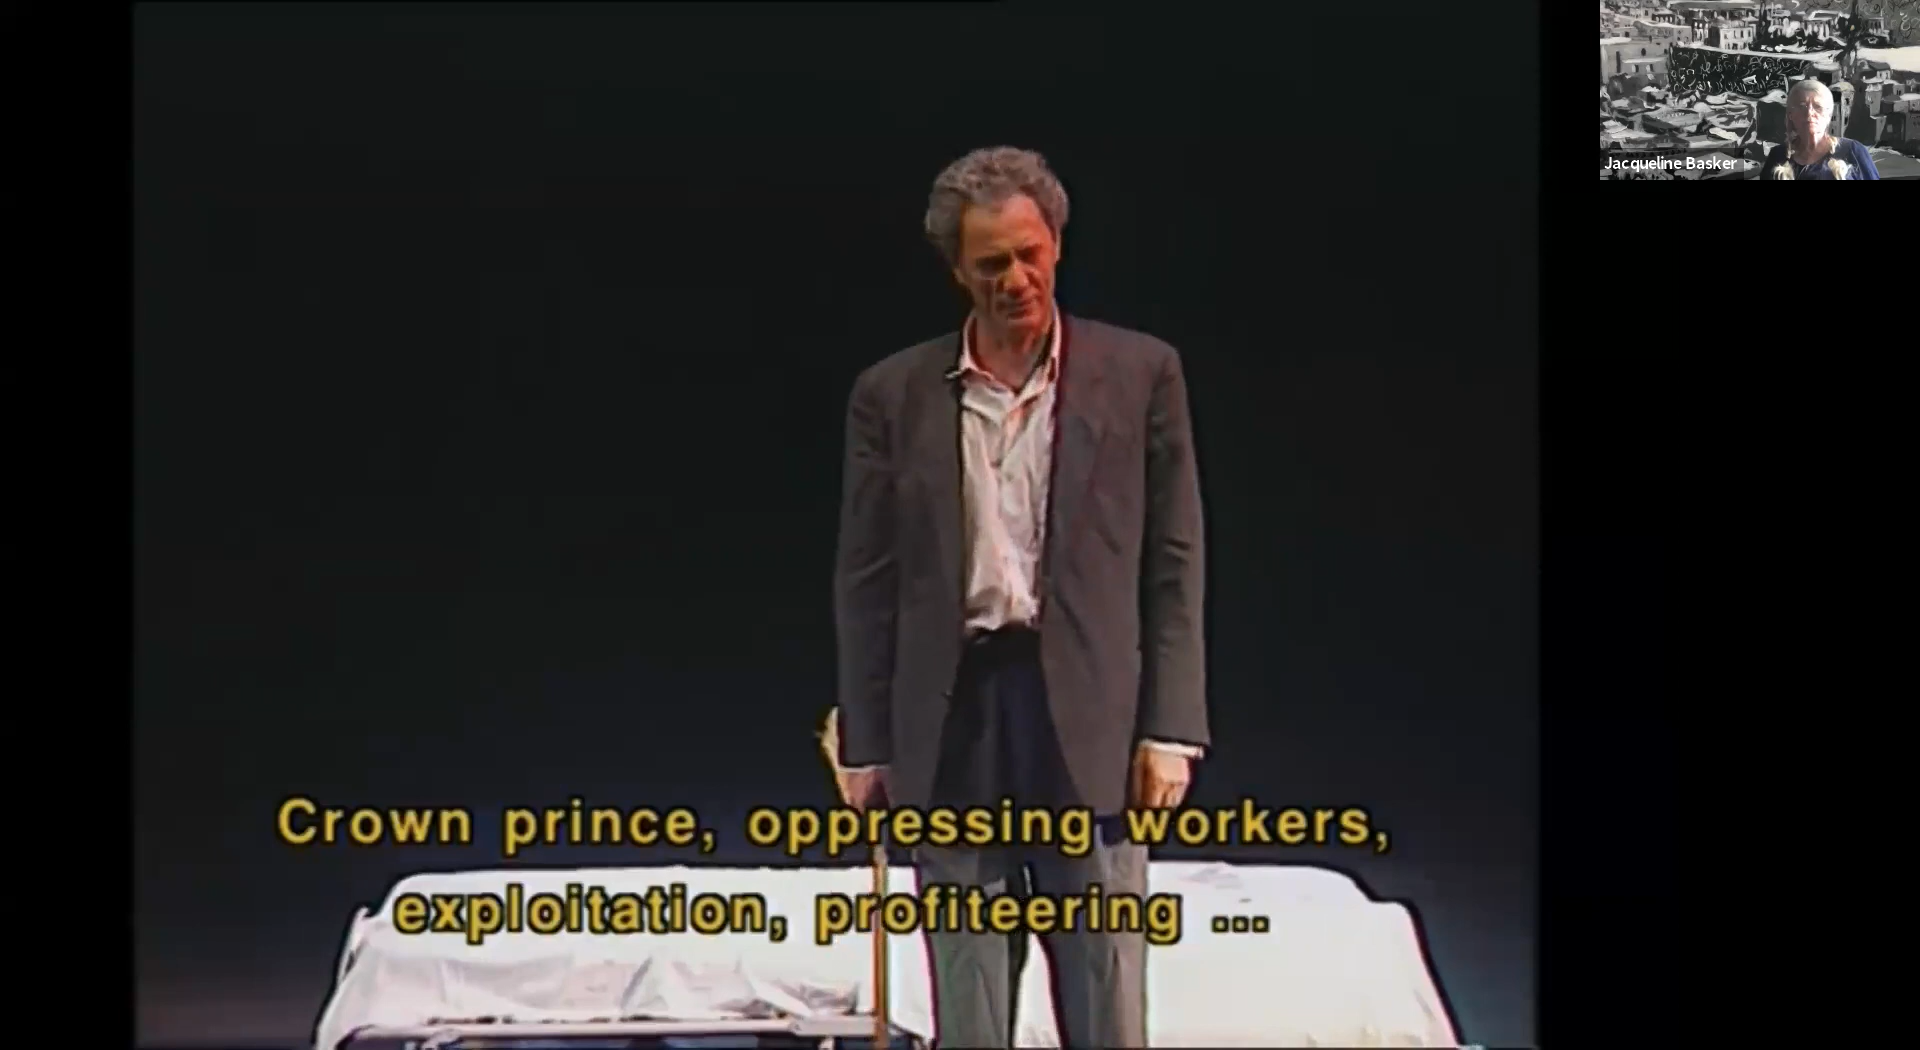 Jacqueline Basker
Crown prince, oppressing workers,
exploitation, profiteering ...